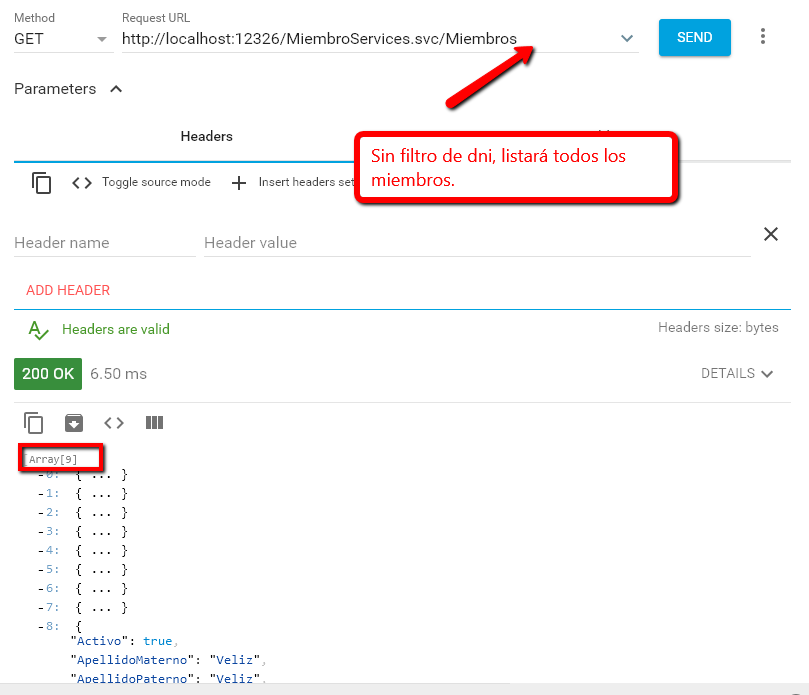 Method
Request URL
GET
http://localhost:12326/MiembroServices.svc/Miembros
SEND
Parameters
Headers
Sin filtro de dni, listará todos los
miembros.
Toggle source mode
Insert headers set
Header name
Header value
ADD HEADER
Headers are valid
Headers size: bytes
200 OK
6.50 ms
DETAILS
[Array[9]
-0: { ... }
-1: { ... }
-2: { ... }
-3: { ... }
-4: { ... }
-5: { ... }
-6: { ... }
-7: { ... }
-8: {
"Activo": true,
"ApellidoMaterno": "Veliz",
"ApellidoPaterno": "Veliz",